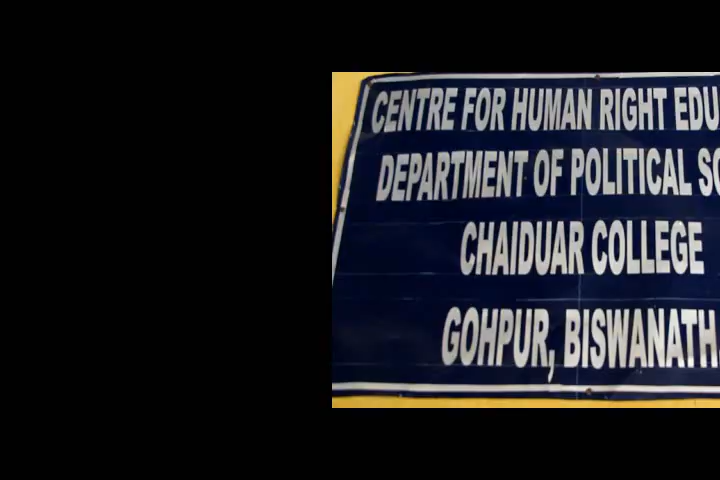 CENTRE FOR HUMAN RIGHT EDU
DEPARTMENT OF POLITICAL SC
CHAIDUAR COLLEGE
GOHPUR, BISWANATH